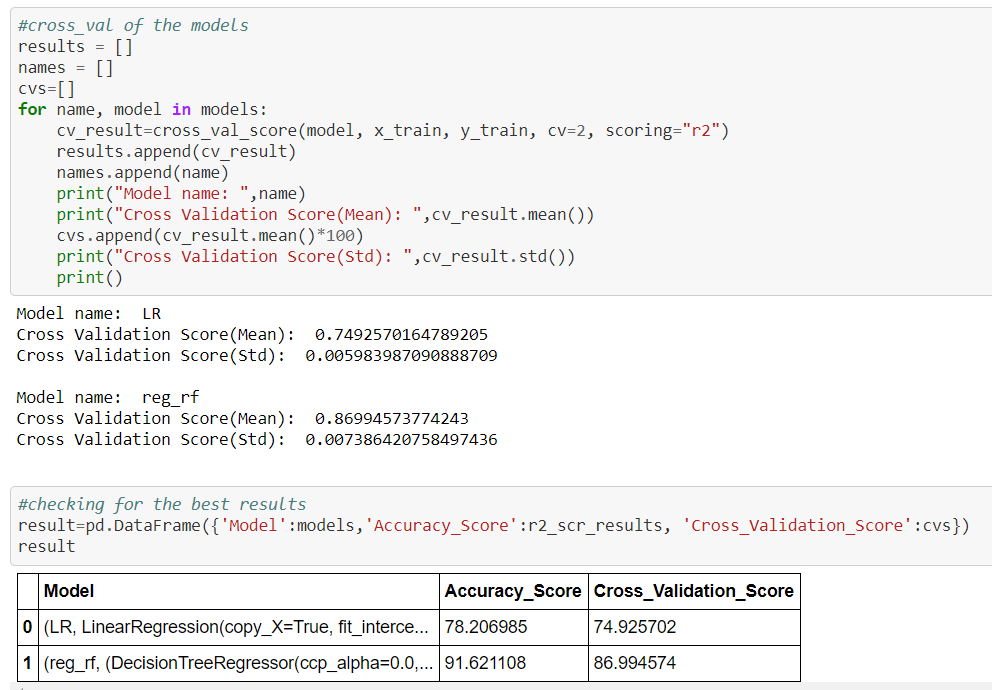 #cross_val of the models
results = []
names = []
cvs=[]
for name, model in models:
    cv_result=cross_val_score(model, x_train, y_train, cv=2, scoring="r2")
    results.append(cv_result)
    names.append(name)
    print("Model name: ",name)
    print("Cross Validation Score(Mean): ",cv_result.mean())
    cvs.append(cv_result.mean()*100)
    print("Cross Validation Score(Std): ",cv_result.std())
    print()
Model name:  LR
Cross Validation Score(Mean):  0.7492570164789205
Cross Validation Score(Std):  0.005983987090888709
Model name:  reg_rf
Cross Validation Score(Mean):  0.86994573774243
Cross Validation Score(Std):  0.007386420758497436
#checking for the best results
result=pd.DataFrame({'Model':models,'Accuracy_Score':r2_scr_results, 'Cross_Validation_Score':cvs})
result
Model Accuracy_Score Cross_Validation_Score
0 (LR, LinearRegression(copy_X=True, fit_interce... 78.206985 74.925702
1 (reg_rf, (DecisionTreeRegressor(ccp_alpha=0.0,... 91.621108 86.994574